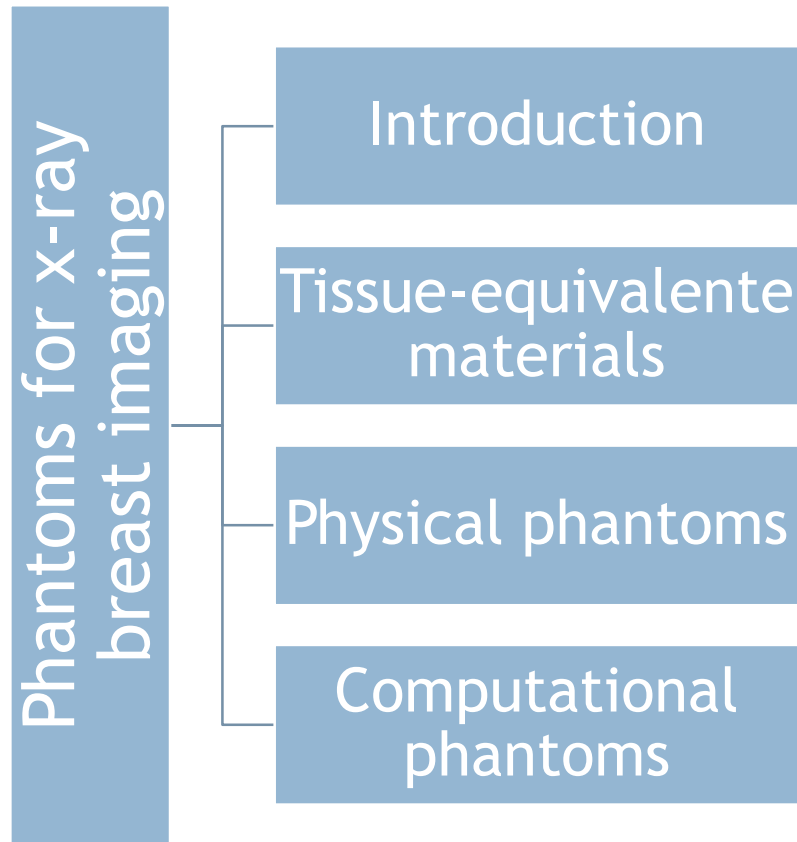 Phantoms for x-ray
breast imaging
Introduction
Tissue-equivalente
materials
Physical phantoms
Computational
phantoms